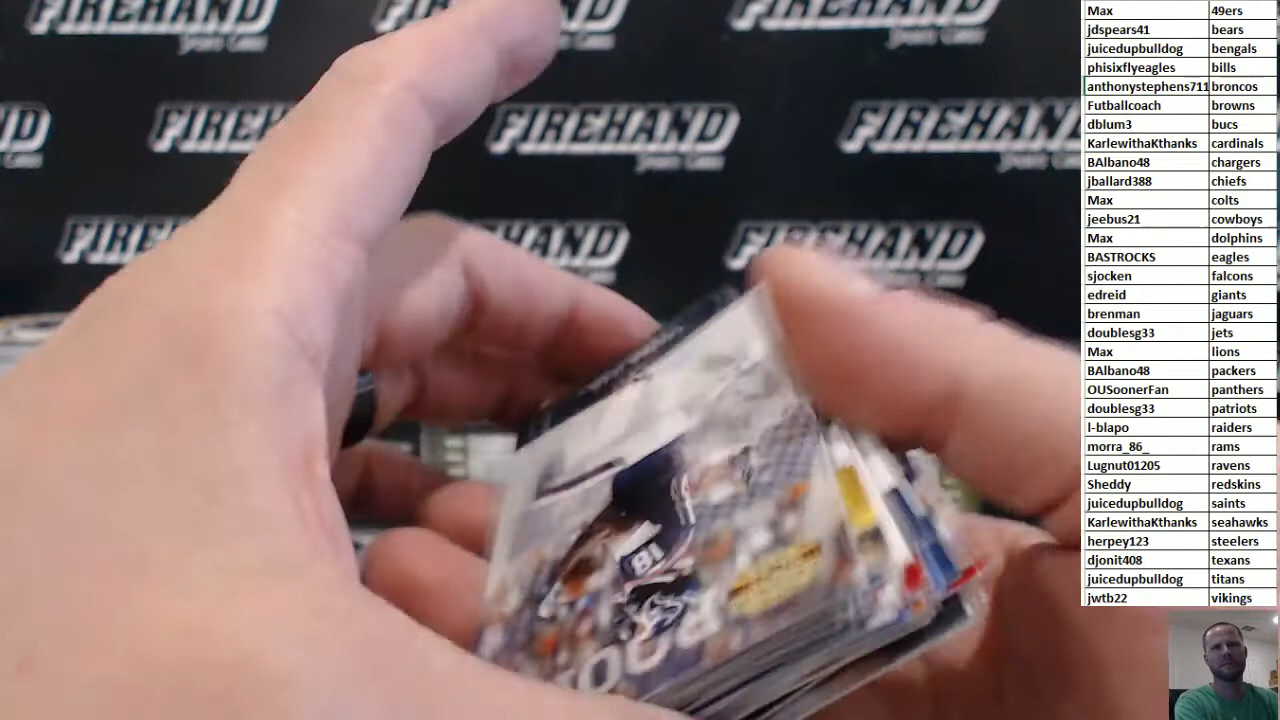 FIREHAND
FIREHAND
FIREHAND
FIREHAND
FIREHAND
FIREHAND
81
Max 49ers
jdspears41 bears
juicedupbulldog bengals
phisixflyeagles bills
anthonystephens711 broncos
Futballcoach browns
dblum3 bucs
KarlewithaKthanks cardinals
BAlbano48 chargers
jballard388 chiefs
Max colts
jeebus21 cowboys
Max dolphins
BASTROCKS eagles
sjocken falcons
edreid giants
brenman jaguars
doublesg33 jets
Max lions
BAlbano48 packers
OUSoonerFan panthers
doublesg33 patriots
l-blapo raiders
morra_86_ rams
Lugnut01205 ravens
Sheddy redskins
juicedupbulldog saints
KarlewithaKthanks seahawks
herpey123 steelers
djonit408 texans
juicedupbulldog titans
jwtb22 vikings